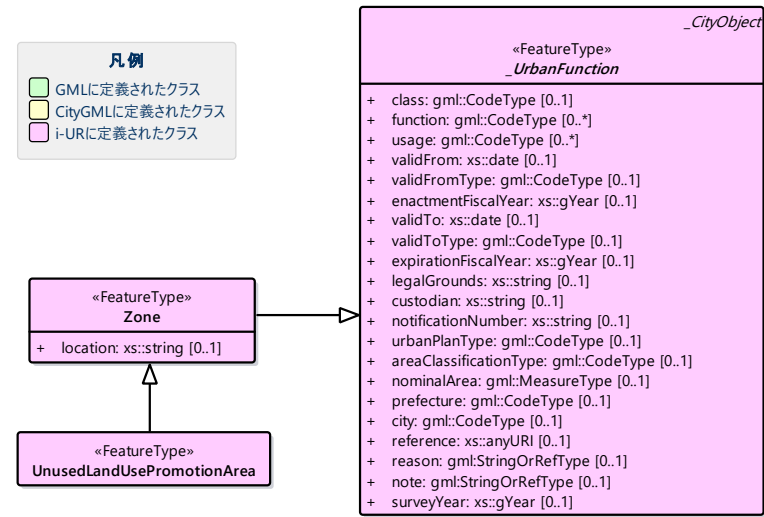 凡例
GMLに定義されたクラス
CityGMLに定義されたクラス
i-URに定義されたクラス
_CityObject
«FeatureType»
_UrbanFunction
+ class: gml::CodeType [0..1]
+ function: gml::CodeType [0..*]
+ usage: gml::CodeType [0..*]
+ validFrom: xs::date [0..1]
+ validFromType: gml::CodeType [0..1]
+ enactmentFiscalYear: xs::gYear [0..1]
+ validTo: xs::date [0..1]
+ validToType: gml::CodeType [0..1]
+ expirationFiscalYear: xs::gYear [0..1]
+ legalGrounds: xs::string [0..1]
+ custodian: xs::string [0..1]
+ notificationNumber: xs::string [0..1]
+ urbanPlanType: gml::CodeType [0..1]
+ areaClassificationType: gml::CodeType [0..1]
+ nominalArea: gml::MeasureType [0..1]
+ prefecture: gml::CodeType [0..1]
+ city: gml::CodeType [0..1]
+ reference: xs::anyURI [0..1]
+ reason: gml:StringOrRefType [0..1]
+ note: gml:StringOrRefType [0..1]
+ surveyYear: xs::gYear [0..1]
«FeatureType»
Zone
+ location: xs::string [0..1]
«FeatureType»
UnusedLandUsePromotionArea